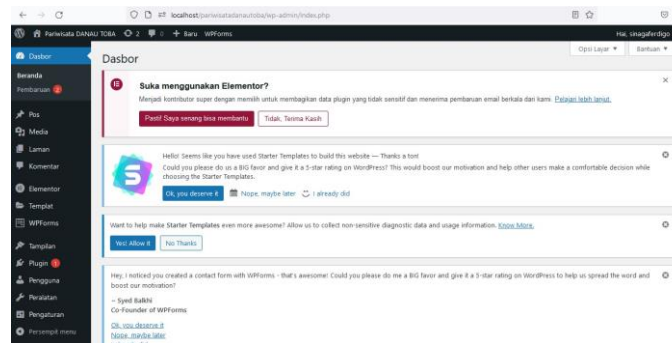 localhost/pariwisatadanautoba/wp-admin/index.php
Pariwisata DANAU TOBA 2 0 + Baru WPForms
Hai, sinagaferdigo
Opsi Layar Bantuan
Dasbor
Beranda
Pembaruan 2
Pos
Media
Laman
Komentar
Elementor
Templat
WPForms
Tampilan
Plugin 1
Pengguna
Peralatan
Pengaturan
Persempit menu
Dasbor
Suka menggunakan Elementor?
Menjadi kontributor super dengan memilih untuk membagikan data plugin yang tidak sensitif dan menerima pembaruan email berkala dari kami. Pelajari lebih lanjut.
Pasti! Saya senang bisa membantu Tidak, Terima Kasih
Hello! Seems like you have used Starter Templates to build this website — Thanks a ton!
Could you please do us a BIG favor and give it a 5-star rating on WordPress? This would boost our motivation and help other users make a comfortable decision while
choosing the Starter Templates.
Ok, you deserve it Nope, maybe later I already did
Want to help make Starter Templates even more awesome? Allow us to collect non-sensitive diagnostic data and usage information. Know More.
Yes! Allow it No Thanks
Hey, I noticed you created a contact form with WPForms - that's awesome! Could you please do me a BIG favor and give it a 5-star rating on WordPress to help us spread the word and
boost our motivation?
~ Syed Balkhi
Co-Founder of WPForms
Ok, you deserve it
Nope, maybe later